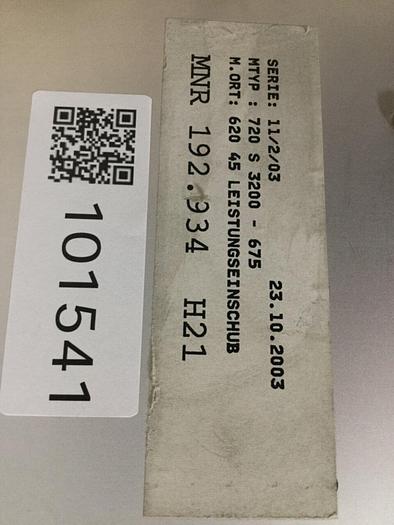 SERIE: 11/2/03 23.10.2003
MTYP : 720 S 3200 - 675
M.ORT: 620 45 LEISTUNGSEINSCHUB
MNR 192.934 H21
101541